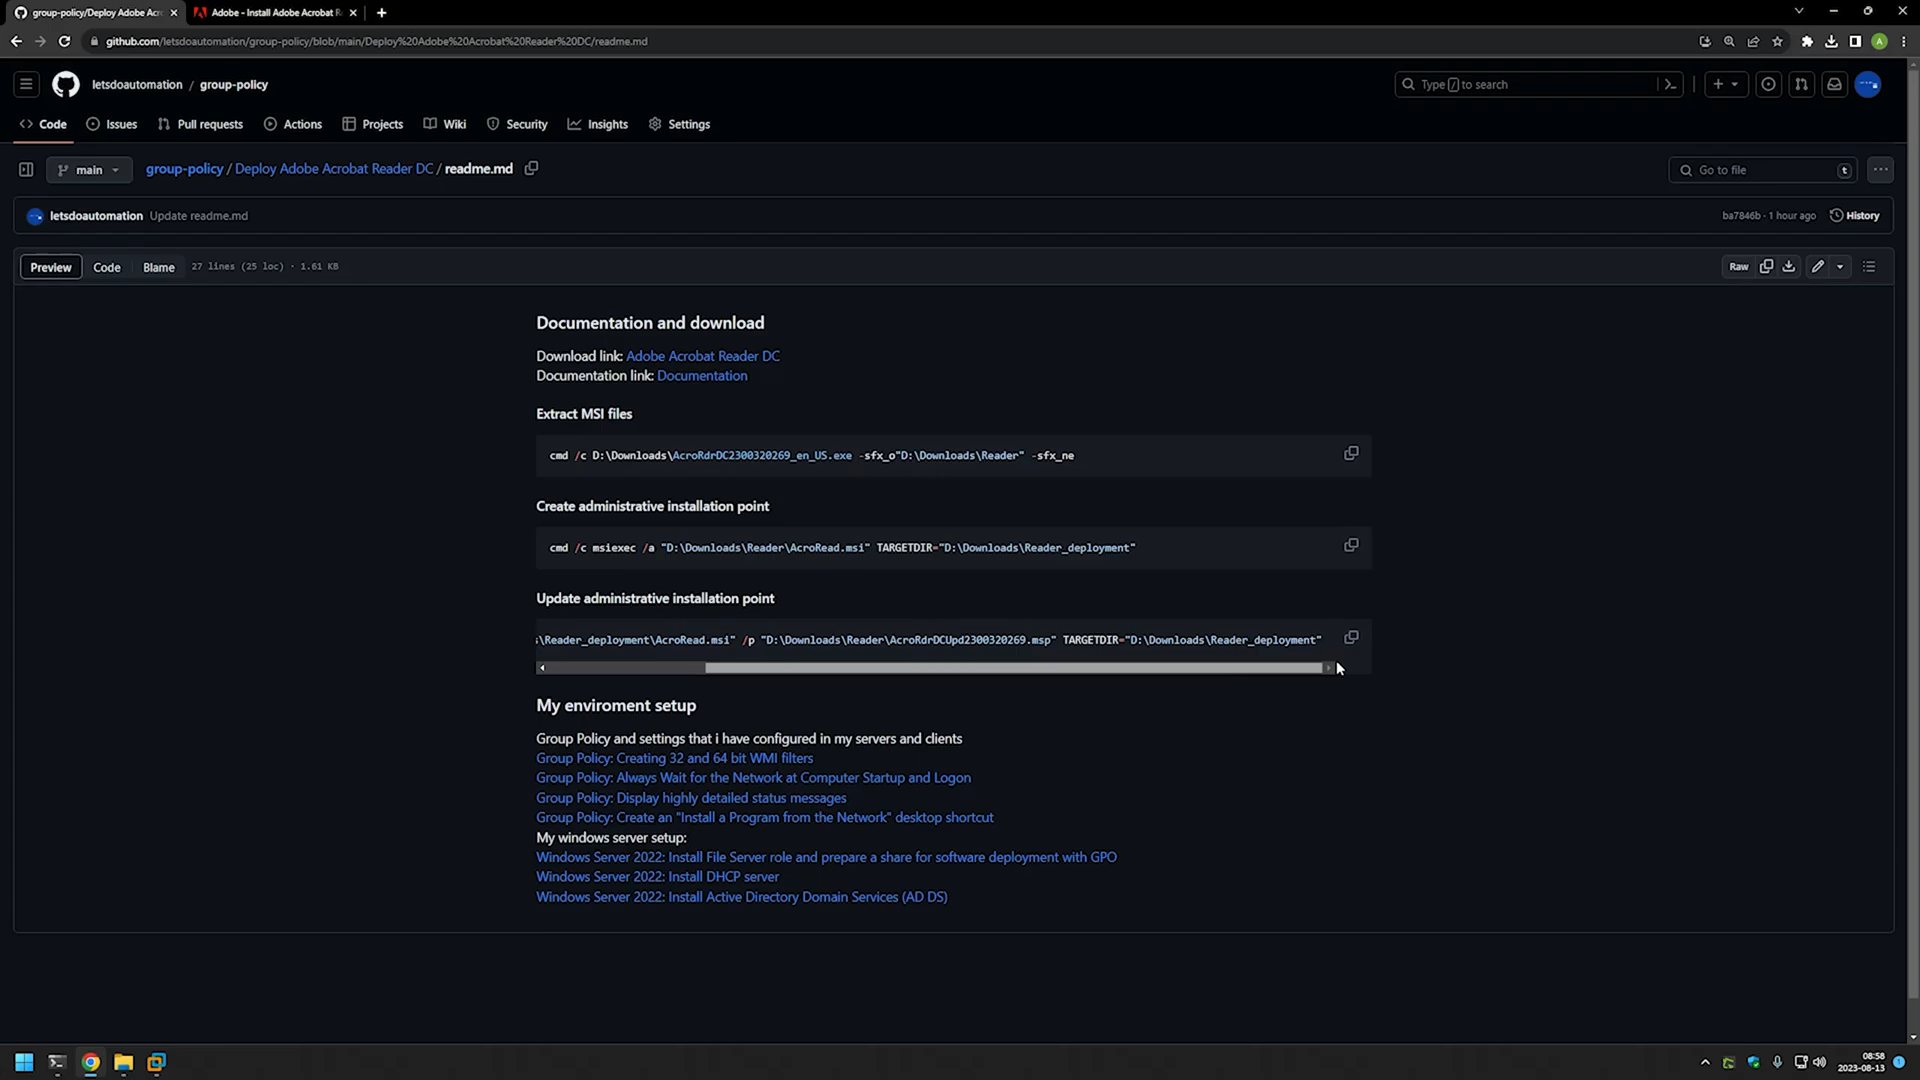 group-policy/Deploy Adobe Acr
Adobe - Install Adobe Acrobat R
github.com/letsdoautomation/group-policy/blob/main/Deploy%20Adobe%20Acrobat%20Reader%20DC/readme.md
A
letsdoautomation / group-policy
Type / to search
Code Issues Pull requests Actions Projects Wiki Security Insights Settings
main
group-policy / Deploy Adobe Acrobat Reader DC / readme.md
Go to file t
letsdoautomation Update readme.md
ba7846b · 1 hour ago History
Preview Code Blame 27 lines (25 loc) · 1.61 KB
Raw
Documentation and download
Download link: Adobe Acrobat Reader DC
Documentation link: Documentation
Extract MSI files
cmd /c D:\Downloads\AcroRdrDC2300320269_en_US.exe -sfx_o"D:\Downloads\Reader" -sfx_ne
Create administrative installation point
cmd /c msiexec /a "D:\Downloads\Reader\AcroRead.msi" TARGETDIR="D:\Downloads\Reader_deployment"
Update administrative installation point
s\Reader_deployment\AcroRead.msi" /p "D:\Downloads\Reader\AcroRdrDCUpd2300320269.msp" TARGETDIR="D:\Downloads\Reader_deployment"
My enviroment setup
Group Policy and settings that i have configured in my servers and clients
Group Policy: Creating 32 and 64 bit WMI filters
Group Policy: Always Wait for the Network at Computer Startup and Logon
Group Policy: Display highly detailed status messages
Group Policy: Create an "Install a Program from the Network" desktop shortcut
My windows server setup:
Windows Server 2022: Install File Server role and prepare a share for software deployment with GPO
Windows Server 2022: Install DHCP server
Windows Server 2022: Install Active Directory Domain Services (AD DS)
08:58
2023-08-13
1